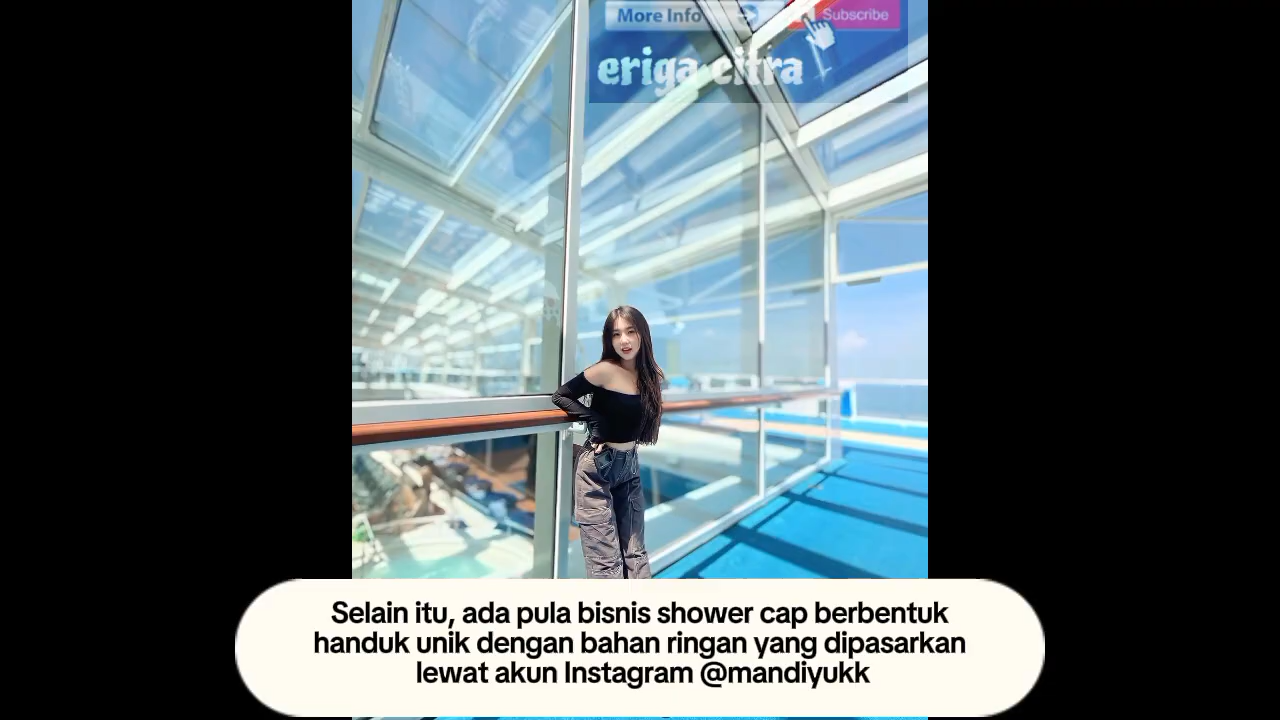 More Info
Subscribe
eriga citra
Selain itu, ada pula bisnis shower cap berbentuk
handuk unik dengan bahan ringan yang dipasarkan
lewat akun Instagram @mandiyukk